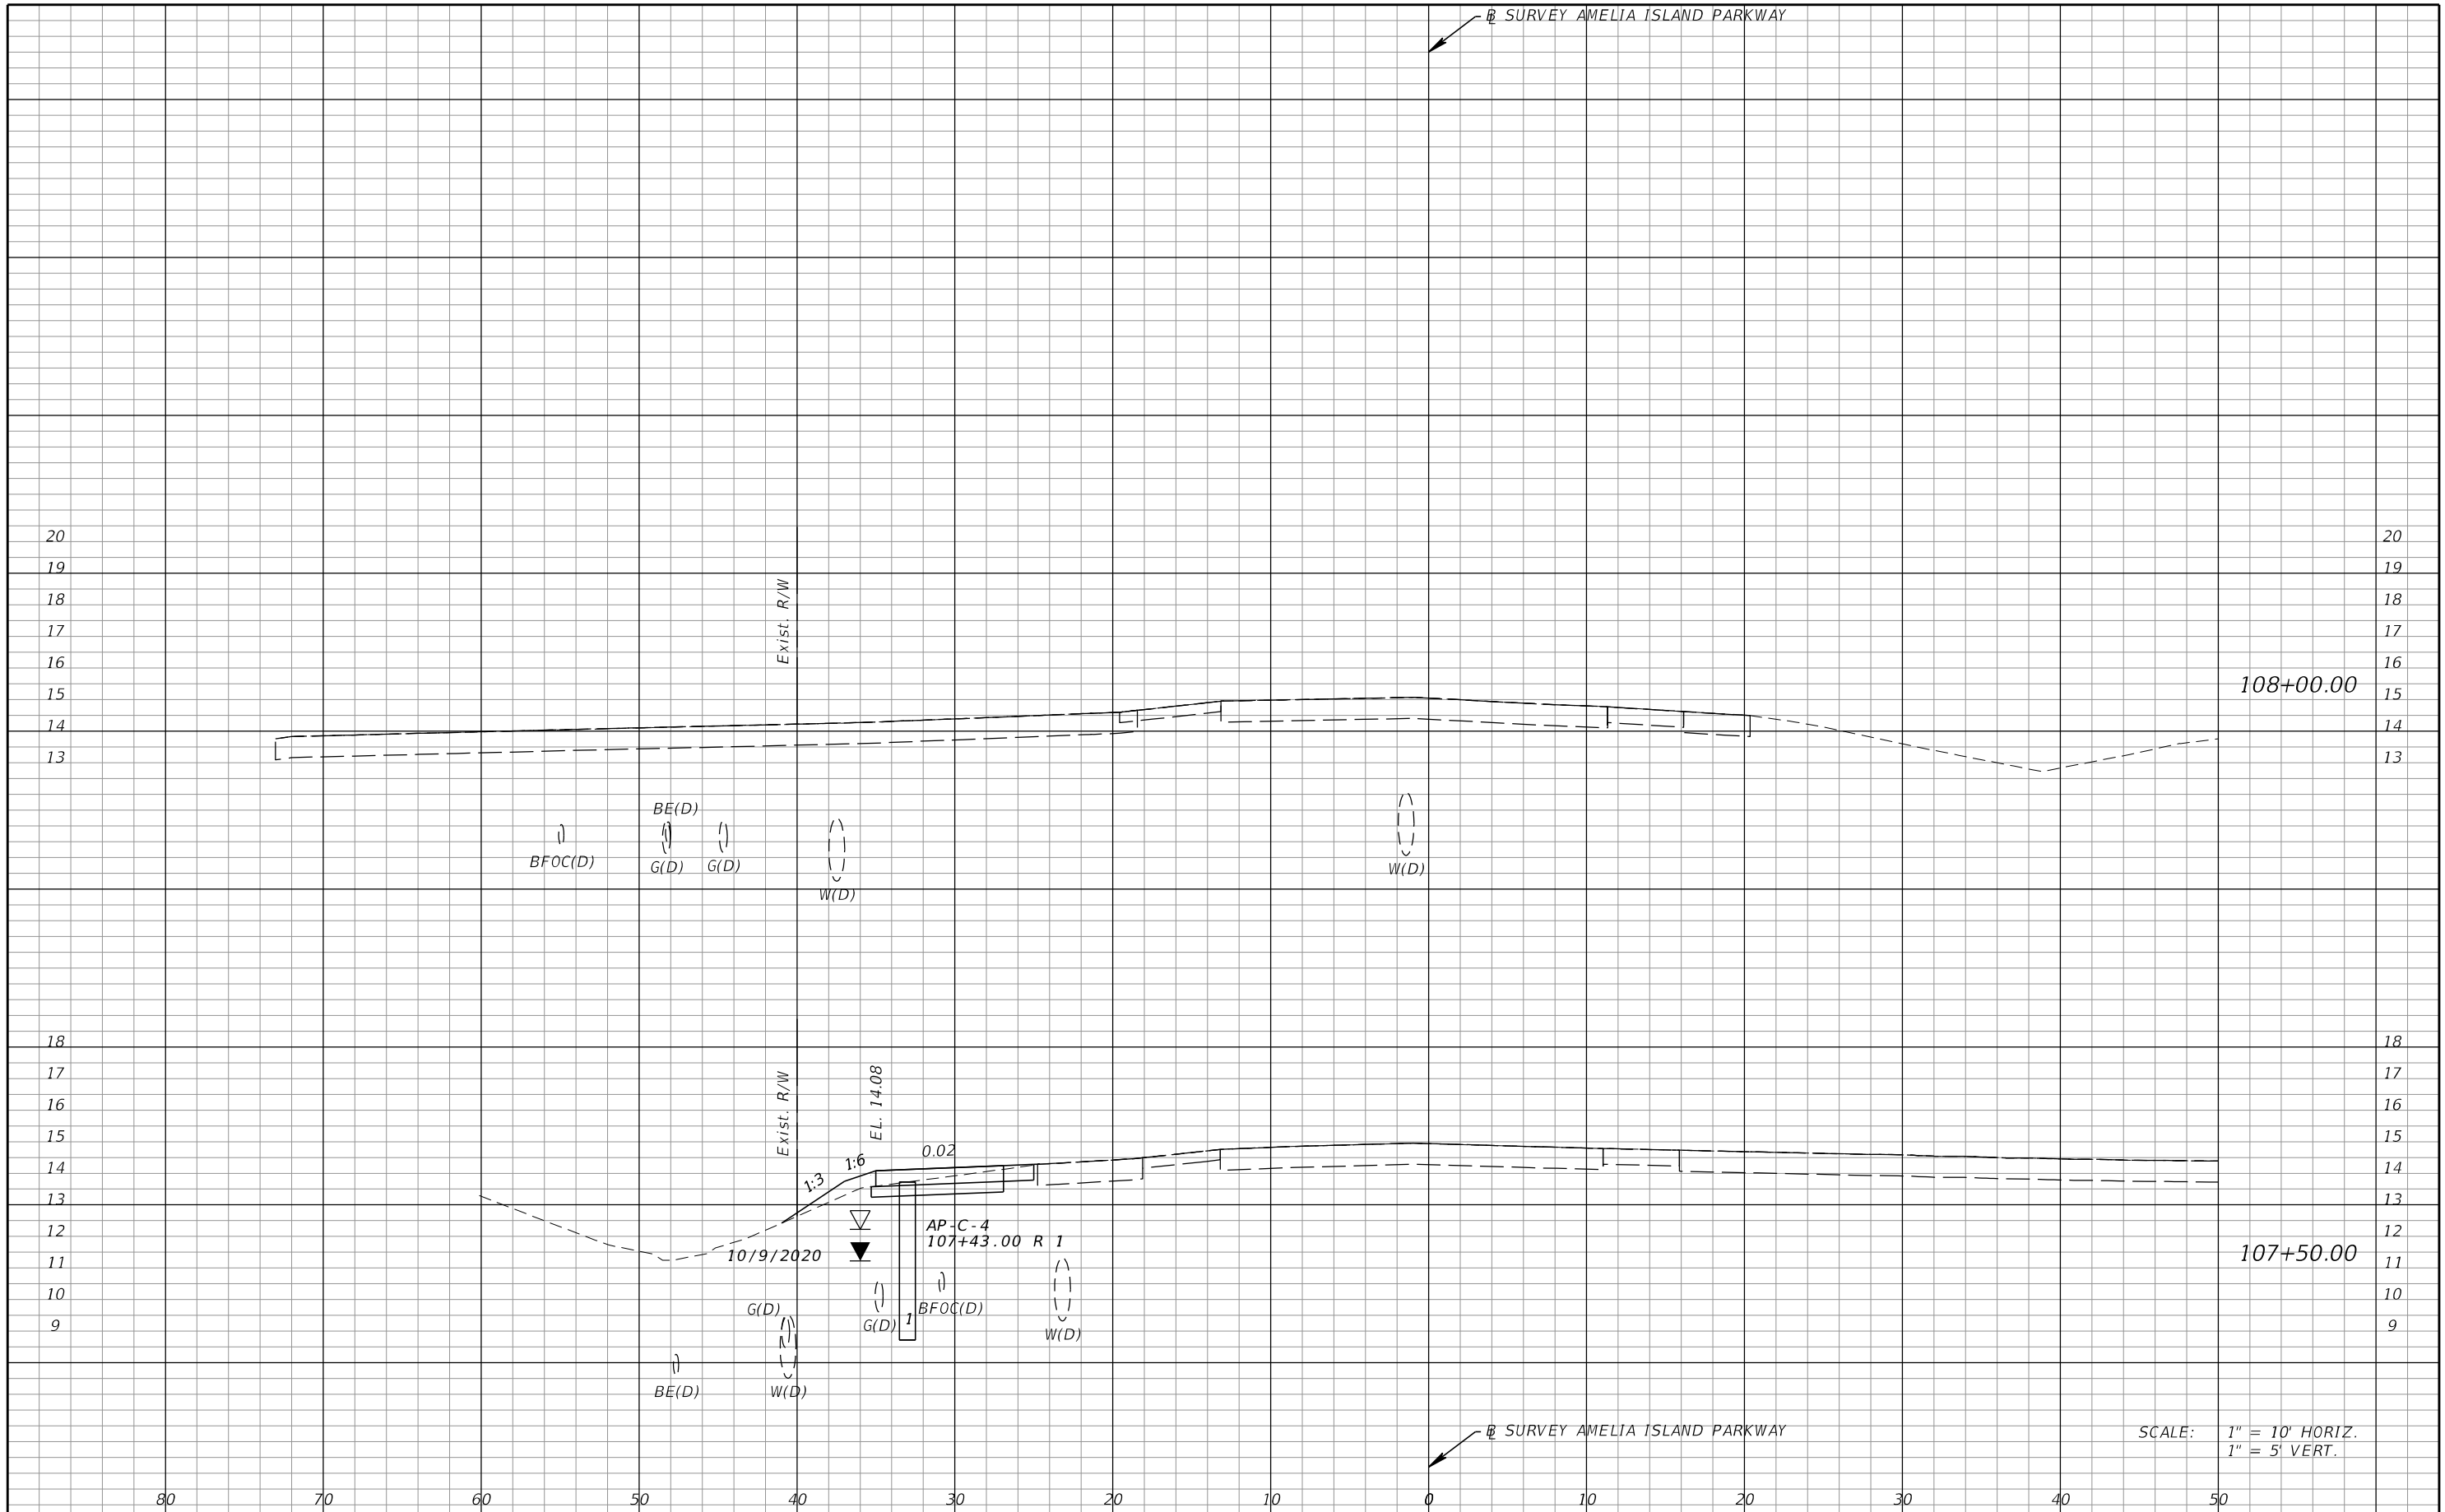 BL SURVEY AMELIA ISLAND PARKWAY
20 20
19 19
Exist. R/W
18 18
17 17
16 16
108+00.00
15 15
14 14
13 13
BE(D)
BFOC(D) G(D) G(D) W(D) W(D)
18 18
17 17
Exist. R/W EL. 14.08
16 16
15 15
0.02
1:6
14 14
1:3
13 13
12 12
AP-C-4
107+43.00 R 1
10/9/2020
107+50.00
11 11
10 10
G(D) BFOC(D)
9 G(D) 1 W(D) 9
BE(D) W(D)
BL SURVEY AMELIA ISLAND PARKWAY
SCALE: 1" = 10' HORIZ.
1" = 5' VERT.
80 70 60 50 40 30 20 10 0 10 20 30 40 50